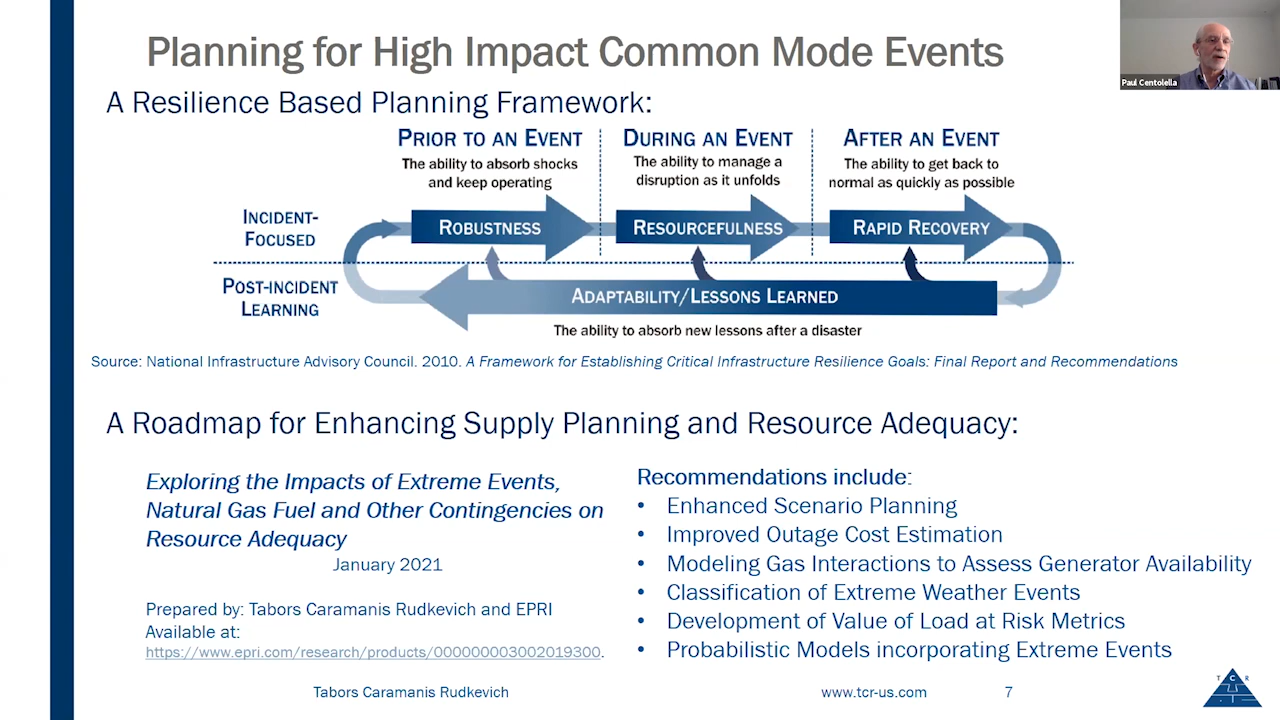 Planning for High Impact Common Mode Events
Paul Centolella
A Resilience Based Planning Framework:
PRIOR TO AN EVENT
The ability to absorb shocks
and keep operating
DURING AN EVENT
The ability to manage a
disruption as it unfolds
AFTER AN EVENT
The ability to get back to
normal as quickly as possible
INCIDENT-
FOCUSED
ROBUSTNESS
RESOURCEFULNESS
RAPID RECOVERY
POST-INCIDENT
LEARNING
ADAPTABILITY/LESSONS LEARNED
The ability to absorb new lessons after a disaster
Source: National Infrastructure Advisory Council. 2010. A Framework for Establishing Critical Infrastructure Resilience Goals: Final Report and Recommendations
A Roadmap for Enhancing Supply Planning and Resource Adequacy:
Exploring the Impacts of Extreme Events,
Natural Gas Fuel and Other Contingencies on
Resource Adequacy
January 2021
Prepared by: Tabors Caramanis Rudkevich and EPRI
Available at:
https://www.epri.com/research/products/000000003002019300.
Recommendations include:
• Enhanced Scenario Planning
• Improved Outage Cost Estimation
• Modeling Gas Interactions to Assess Generator Availability
• Classification of Extreme Weather Events
• Development of Value of Load at Risk Metrics
• Probabilistic Models incorporating Extreme Events
Tabors Caramanis Rudkevich
www.tcr-us.com
7
T C R